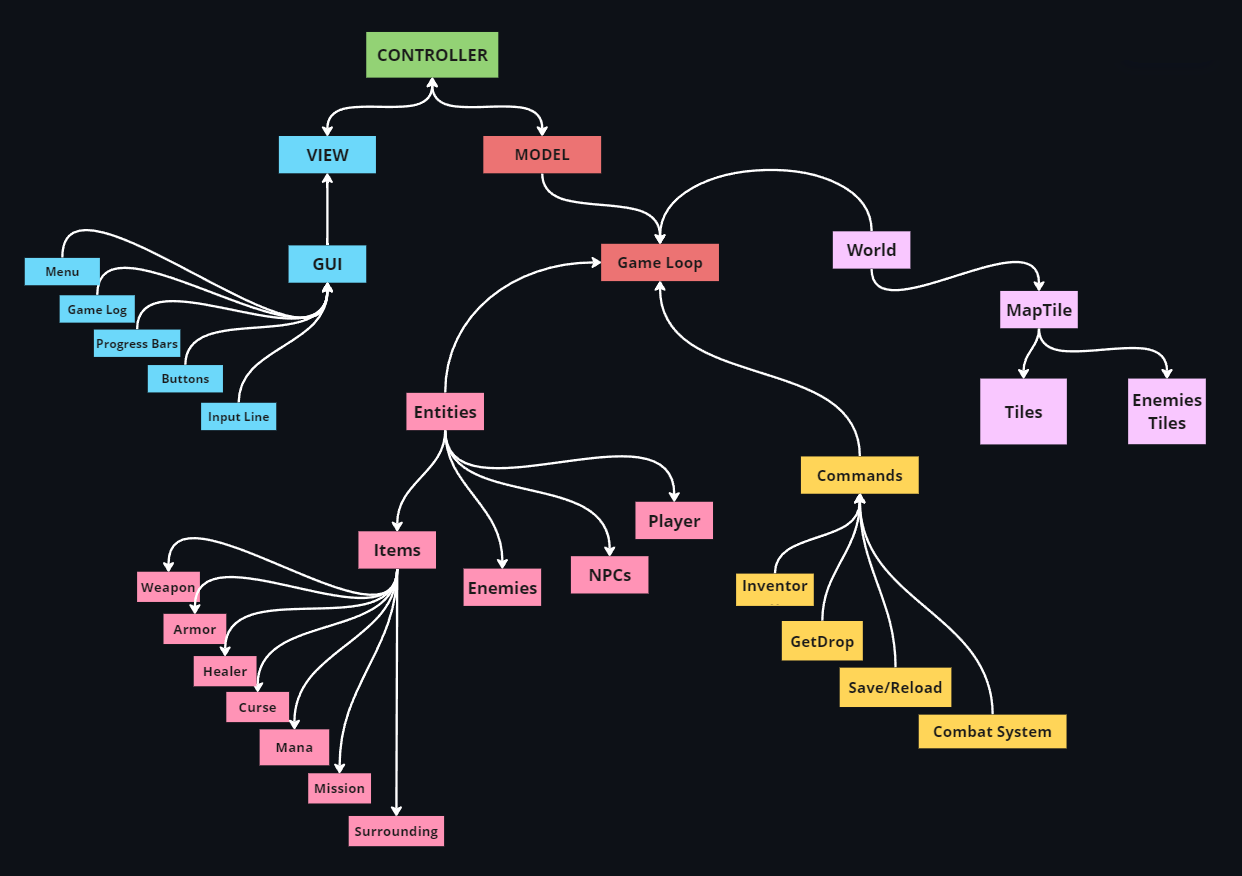 CONTROLLER
VIEW
MODEL
GUI
Game Loop
World
Menu
Game Log
Progress Bars
Buttons
Input Line
MapTile
Tiles
Enemies
Tiles
Entities
Commands
Items
Enemies
NPCs
Player
Weapon
Armor
Healer
Curse
Mana
Mission
Surrounding
Inventor
GetDrop
Save/Reload
Combat System